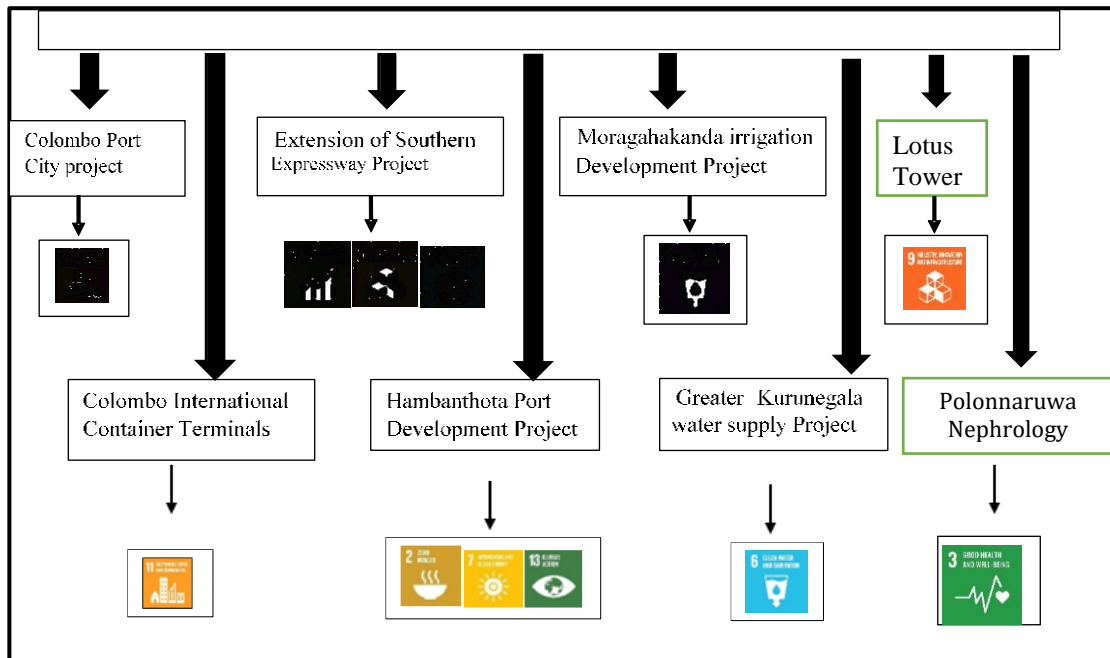 Colombo Port
City project
Extension of Southern
Expressway Project
Moragahakanda irrigation
Development Project
Lotus
Tower
9 INDUSTRY, INNOVATION
AND INFRASTRUCTURE
Colombo International
Container Terminals
Hambanthota Port
Development Project
Greater Kurunegala
water supply Project
Polonnaruwa
Nephrology
11 SUSTAINABLE CITIES
AND COMMUNITIES
2 ZERO
HUNGER
7
CLEAN ENERGY
13 CLIMATE
ACTION
6 CLEAN WATER
AND SANITATION
3 GOOD HEALTH
AND WELL-BEING